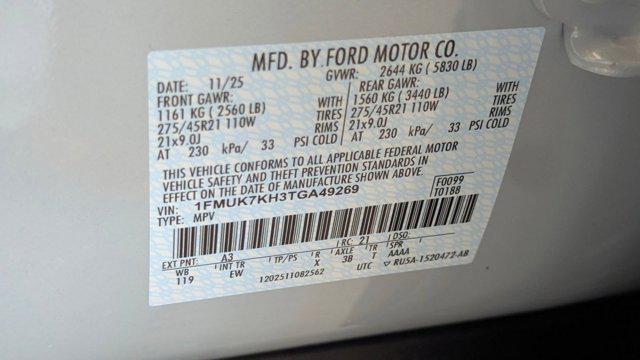 MFD. BY FORD MOTOR CO.
DATE: 11/25 GVWR: 2644 KG ( 5830 LB)
FRONT GAWR: REAR GAWR:
1161 KG ( 2560 LB) WITH 1560 KG ( 3440 LB) WITH
275/45R21 110W TIRES 275/45R21 110W TIRES
21x9.0J RIMS 21x9.0J RIMS
AT 230 kPa/ 33 PSI COLD AT 230 kPa/ 33 PSI COLD
THIS VEHICLE CONFORMS TO ALL APPLICABLE FEDERAL MOTOR
VEHICLE SAFETY AND THEFT PREVENTION STANDARDS IN
EFFECT ON THE DATE OF MANUFACTURE SHOWN ABOVE.
VIN: 1FMUK7KH3TGA49269 F0099
TYPE: MPV T0188
EXT PNT: A3 RC: 21 DSO:
WB INT TR TP/PS R AXLE TR SPR
119 EW X 3B T AAAA
1202511082562 UTC RU5A-1520472-AB